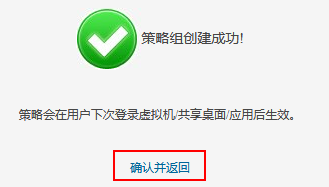 策略组创建成功!
策略会在用户下次登录虚拟机/共享桌面/应用后生效。
确认并返回